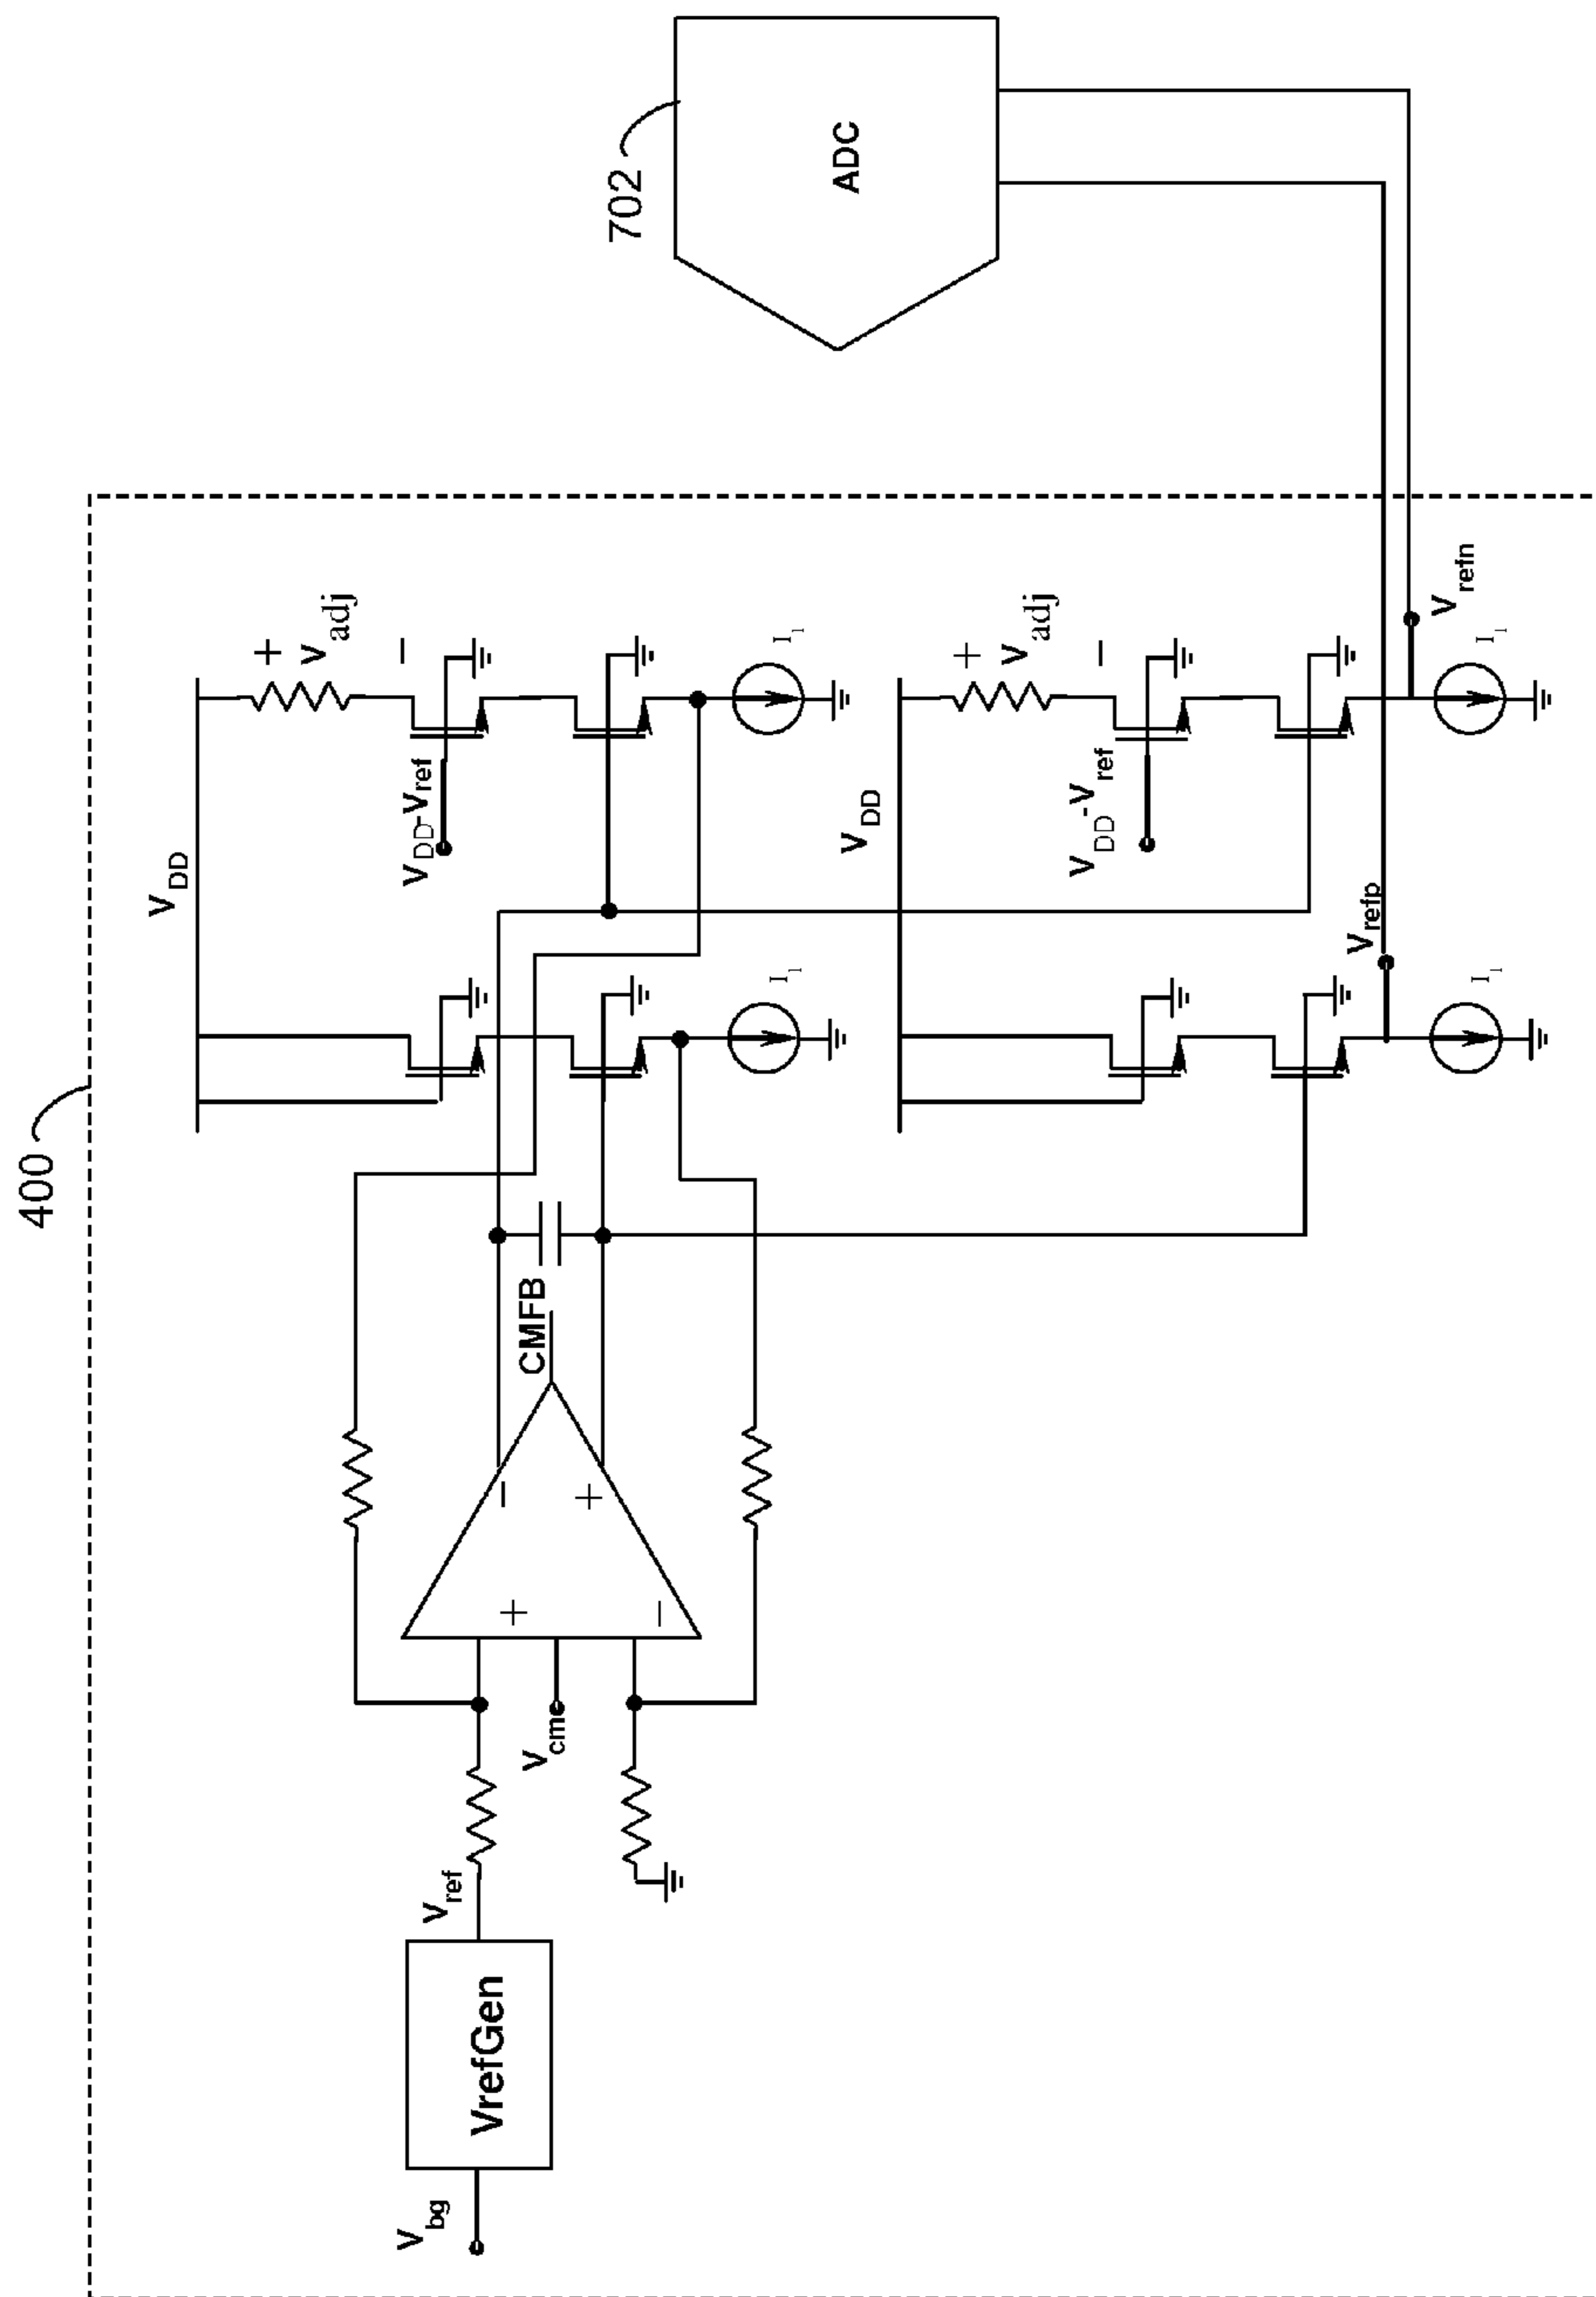 400
702
ADC
V_DD
+
V_adj
−
V_DD-V_ref
I_1
I_1
V_DD
+
V_adj
−
V_DD-V_ref
V_refp
V_refn
I_1
I_1
CMFB
−
+
+
−
V_cm
V_ref
VrefGen
V_bg